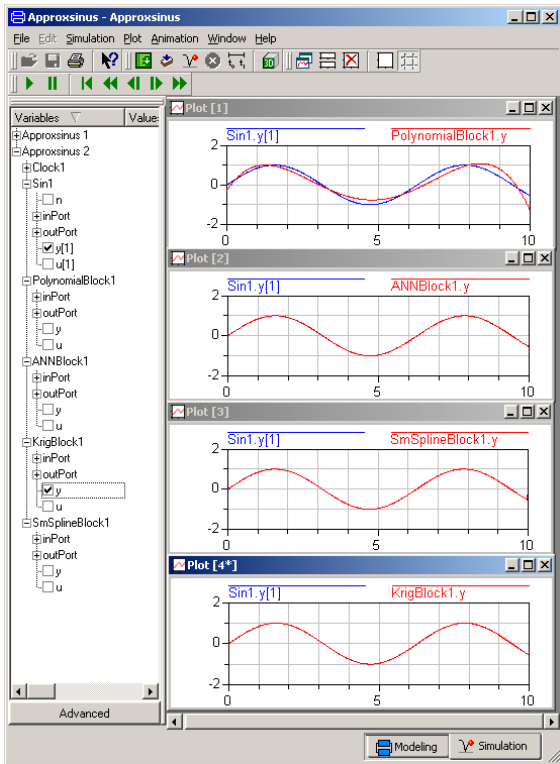 Approxsinus - Approxsinus
File Edit Simulation Plot Animation Window Help
Variables Values
Approxsinus 1
Approxsinus 2
Clock1
Sin1
n
inPort
outPort
y[1]
u[1]
PolynomialBlock1
inPort
outPort
y
u
ANNBlock1
inPort
outPort
y
u
KrigBlock1
inPort
outPort
y
u
SmSplineBlock1
inPort
outPort
y
u
Advanced
Plot [1]
Sin1.y[1] PolynomialBlock1.y
2
0
-2
0 5 10
Plot [2]
Sin1.y[1] ANNBlock1.y
2
0
-2
0 5 10
Plot [3]
Sin1.y[1] SmSplineBlock1.y
2
0
-2
0 5 10
Plot [4*]
Sin1.y[1] KrigBlock1.y
2
0
-2
0 5 10
Modeling Simulation